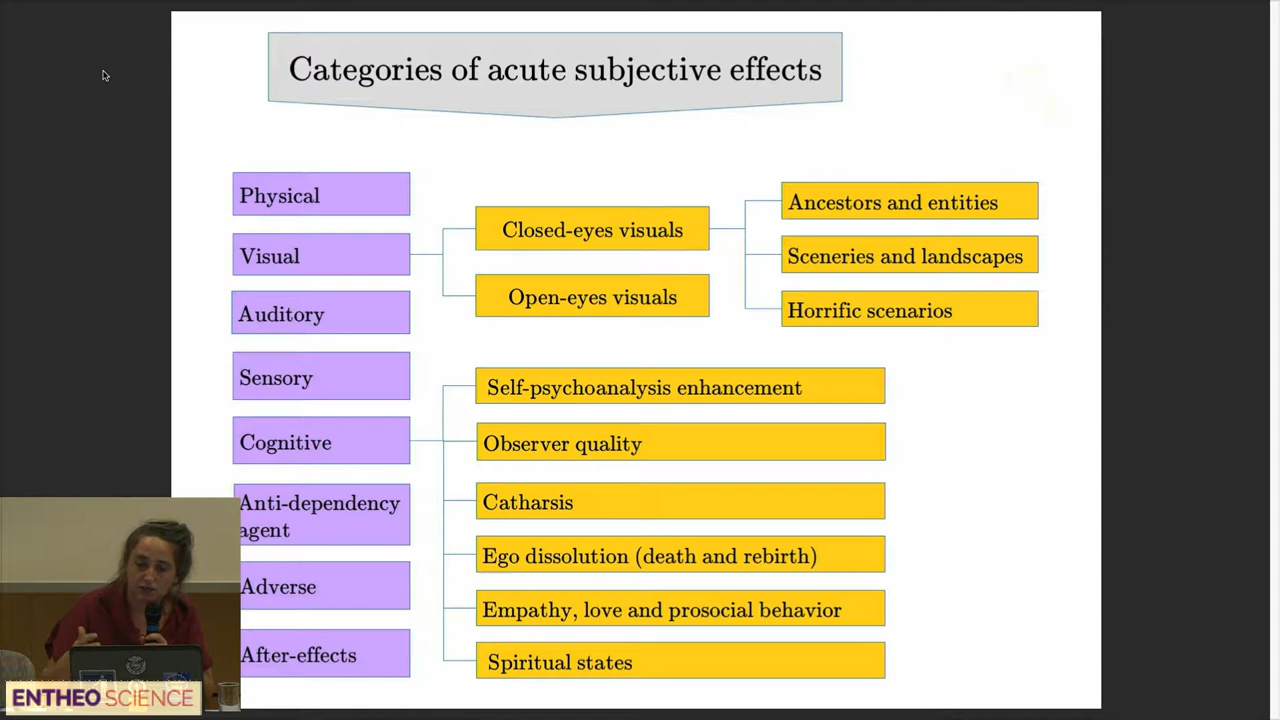 Categories of acute subjective effects
Physical
Visual
Auditory
Sensory
Cognitive
Anti-dependency
agent
Adverse
After-effects
Closed-eyes visuals
Open-eyes visuals
Ancestors and entities
Sceneries and landscapes
Horrific scenarios
Self-psychoanalysis enhancement
Observer quality
Catharsis
Ego dissolution (death and rebirth)
Empathy, love and prosocial behavior
Spiritual states
ENTHEO SCIENCE